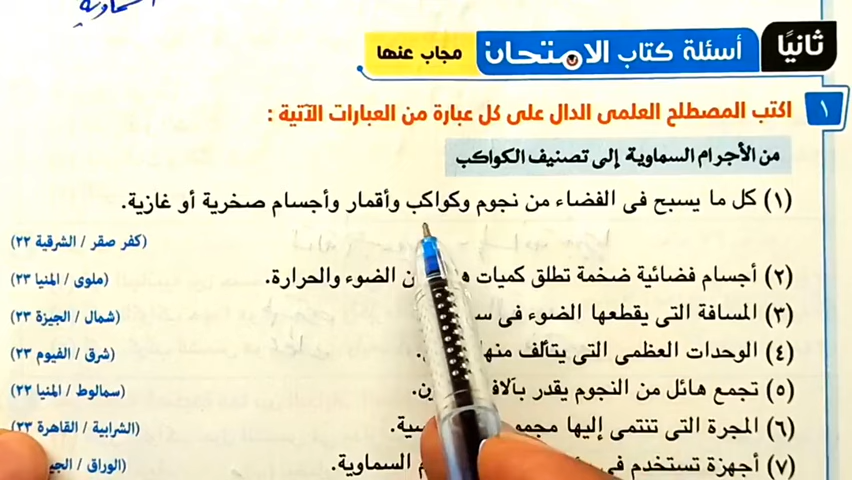 السماوية
ثانيًا
أسئلة كتاب الامتحان
مجاب عنها
١ اكتب المصطلح العلمى الدال على كل عبارة من العبارات الآتية :
من الأجرام السماوية إلى تصنيف الكواكب
(١) كل ما يسبح فى الفضاء من نجوم وكواكب وأقمار وأجسام صخرية أو غازية.
(كفر صقر / الشرقية ٢٢)
(٢) أجسام فضائية ضخمة تطلق كميات الضوء والحرارة. (ملوى / المنيا ٢٣)
(٣) المسافة التى يقطعها الضوء فى (شمال / الجيزة ٢٣)
(٤) الوحدات العظمى التى يتألف منها (شرق / الفيوم ٢٣)
(٥) تجمع هائل من النجوم يقدر (سمالوط / المنيا ٢٢)
(٦) المجرة التى تنتمى إليها (الشرابية / القاهرة ٢٣)
(٧) أجهزة تستخدم فى السماوية. (الوراق /